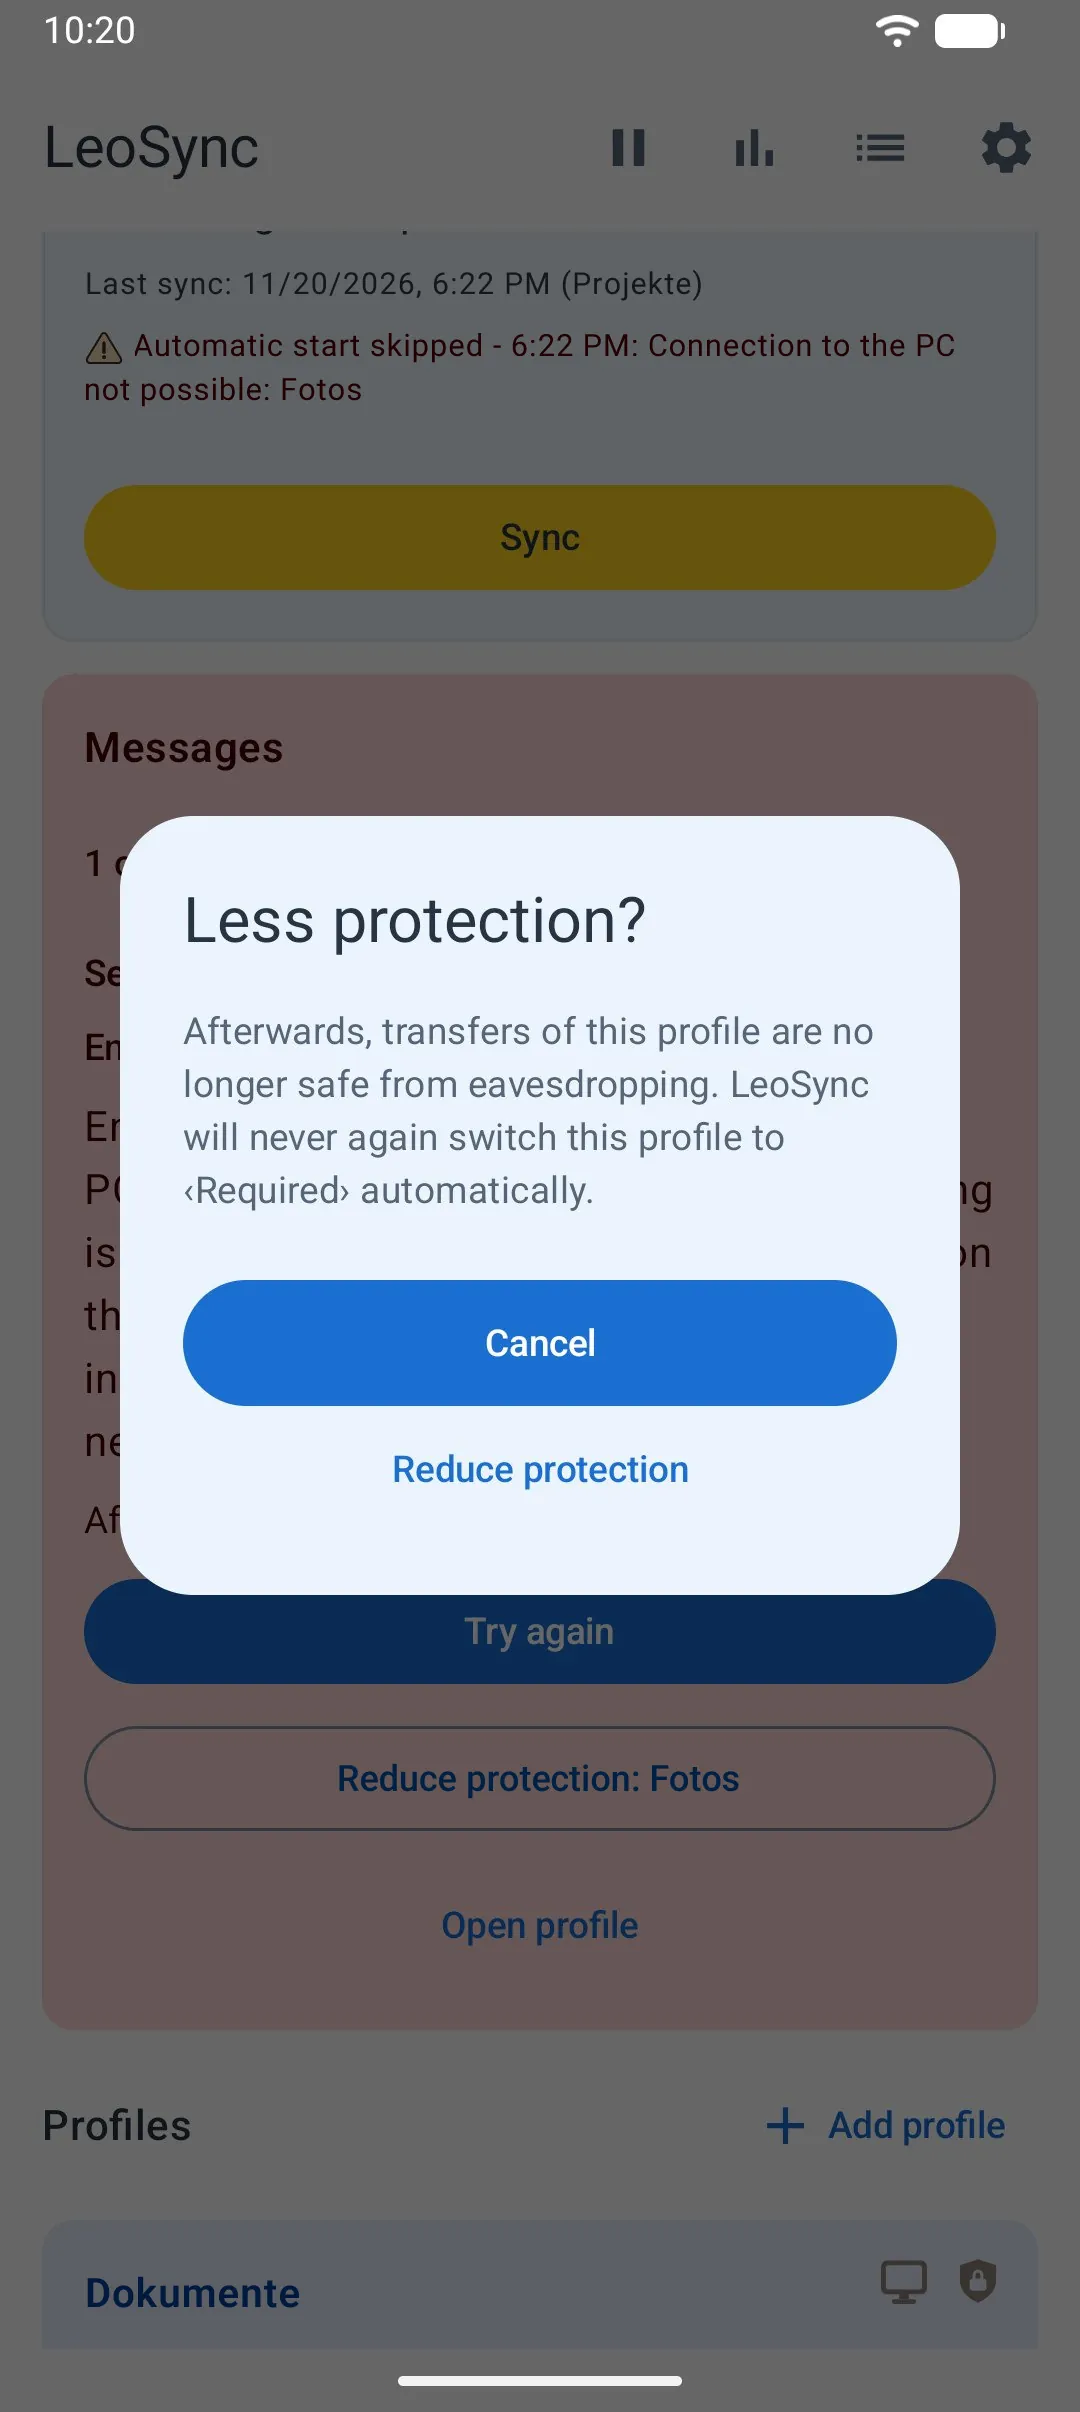 10:20
LeoSync
Last sync: 11/20/2026, 6:22 PM (Projekte)
Automatic start skipped - 6:22 PM: Connection to the PC
not possible: Fotos
Sync
Messages
1
Less protection?
Afterwards, transfers of this profile are no
longer safe from eavesdropping. LeoSync
will never again switch this profile to
‹Required› automatically.
is
Cancel
Reduce protection
Try again
Reduce protection: Fotos
Open profile
Profiles
Add profile
Dokumente